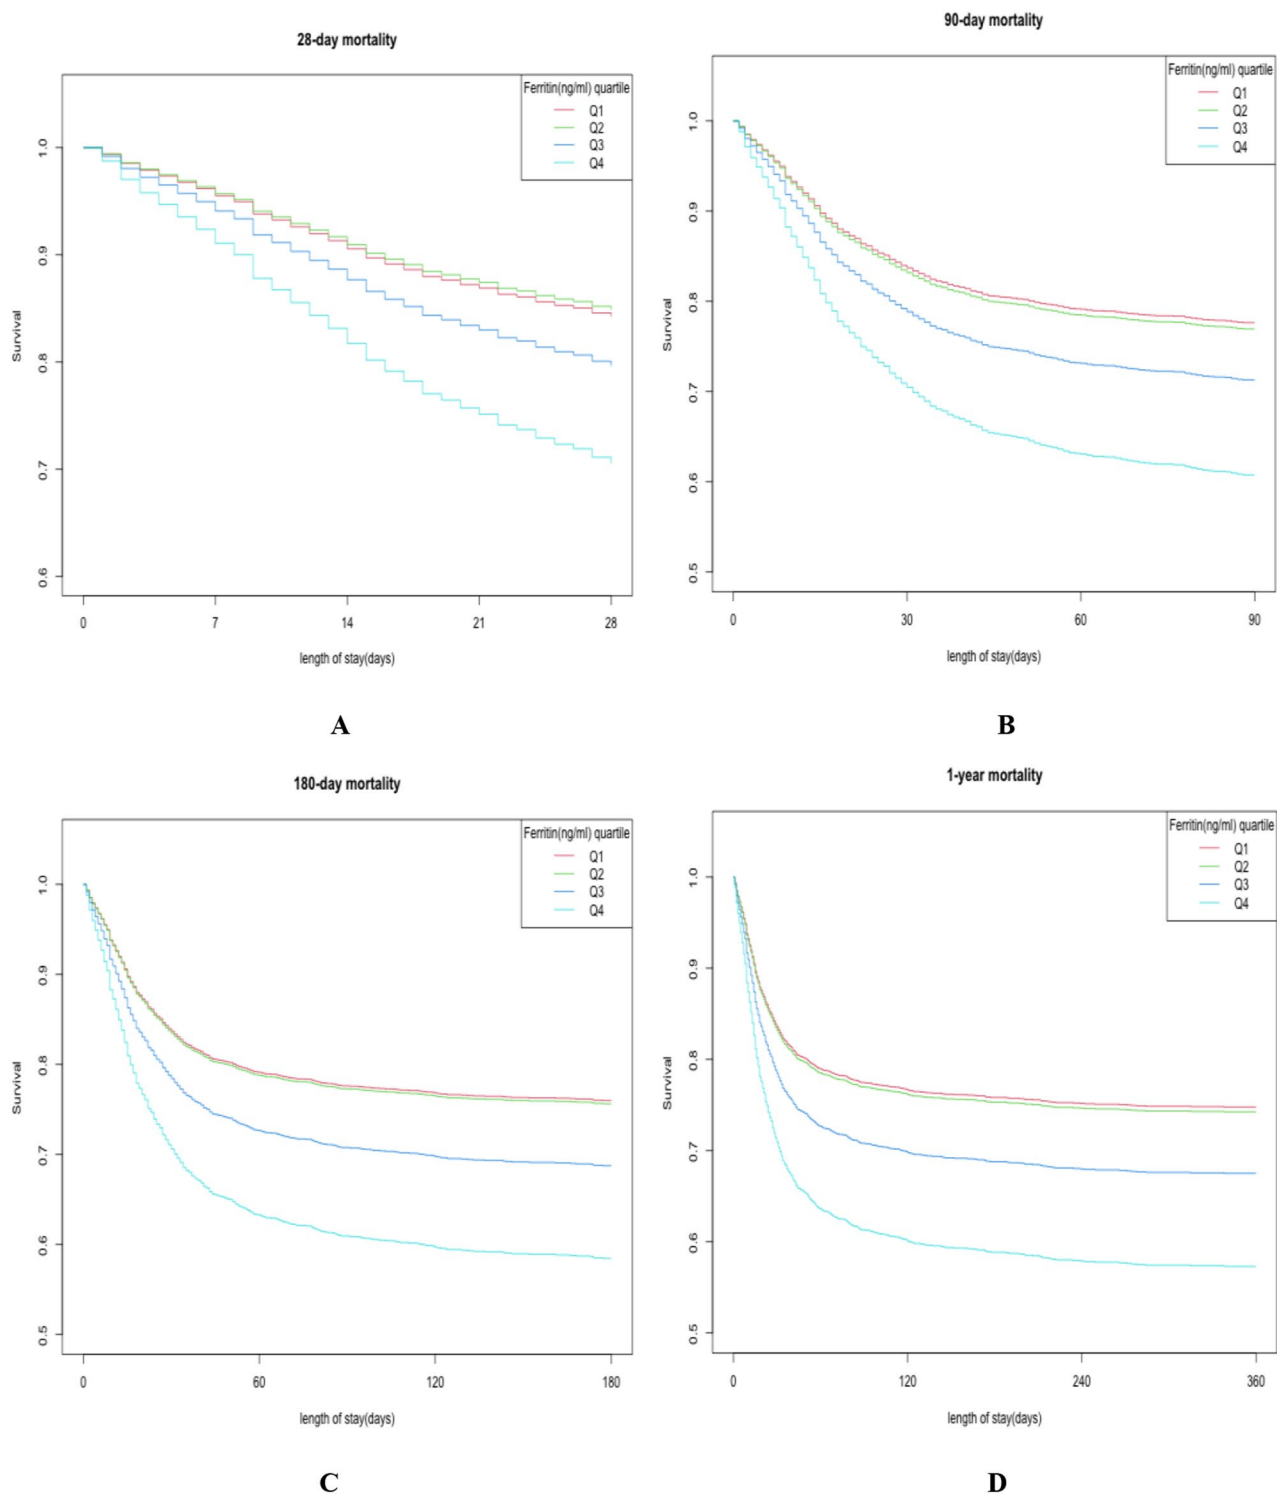 28-day mortality
Ferritin(ng/ml) quartile
Q1
Q2
Q3
Q4
1.0
0.9
0.8
0.7
0.6
Survival
0 7 14 21 28
length of stay(days)
A
90-day mortality
Ferritin(ng/ml) quartile
Q1
Q2
Q3
Q4
1.0
0.9
0.8
0.7
0.6
0.5
Survival
0 30 60 90
length of stay(days)
B
180-day mortality
Ferritin(ng/ml) quartile
Q1
Q2
Q3
Q4
1.0
0.9
0.8
0.7
0.6
0.5
Survival
0 60 120 180
length of stay(days)
C
1-year mortality
Ferritin(ng/ml) quartile
Q1
Q2
Q3
Q4
1.0
0.9
0.8
0.7
0.6
0.5
Survival
0 120 240 360
length of stay(days)
D